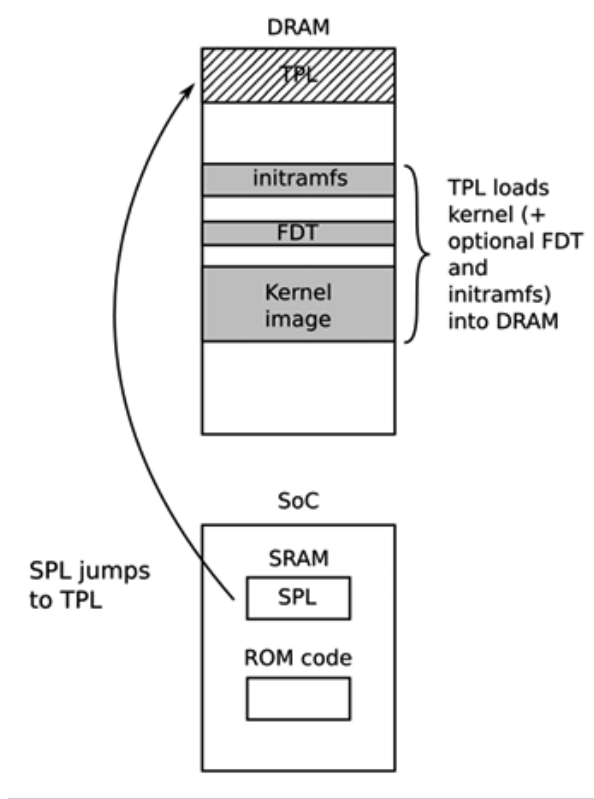 DRAM
TPL
initramfs
FDT
Kernel
image
TPL loads
kernel (+
optional FDT
and
initramfs)
into DRAM
SoC
SRAM
SPL
ROM code
SPL jumps
to TPL